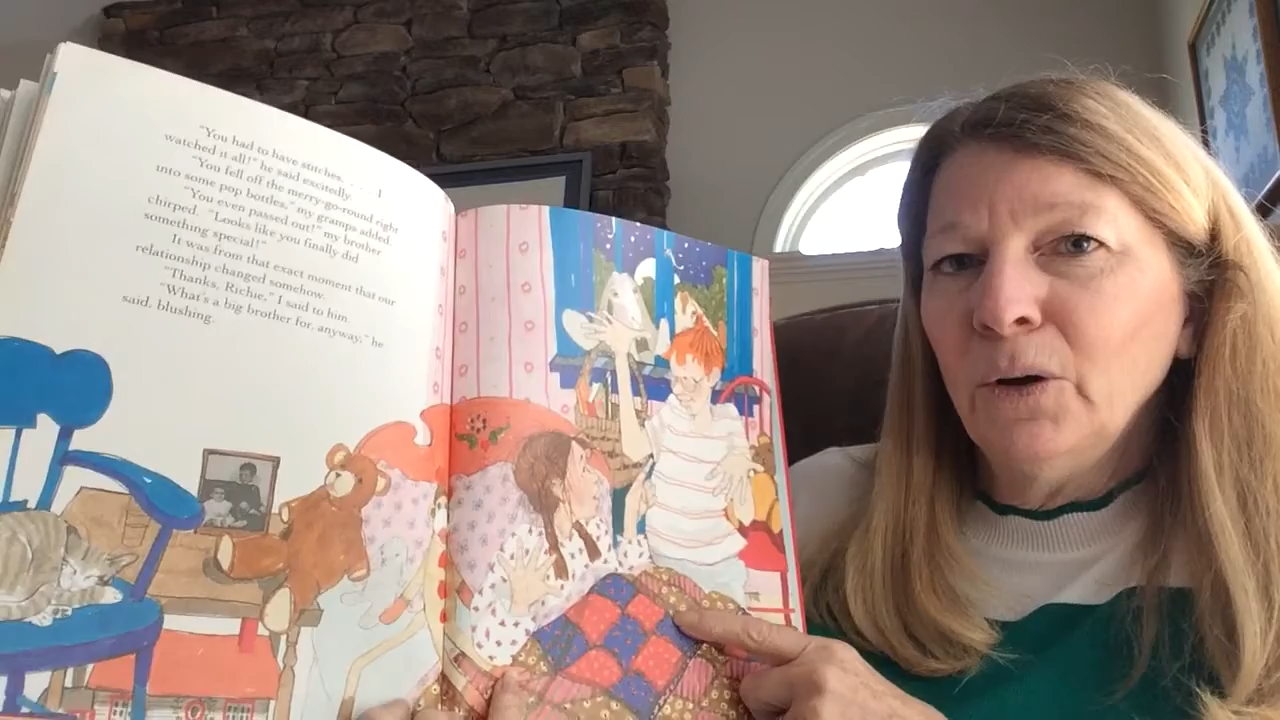 "You had to have stitches. . . . I
watched it all!" he said excitedly.
"You fell off the merry-go-round right
into some pop bottles," my gramps added.
"You even passed out!" my brother
chirped. "Looks like you finally did
something special!"
It was from that exact moment that our
relationship changed somehow.
"Thanks, Richie," I said to him.
"What's a big brother for, anyway," he
said, blushing.